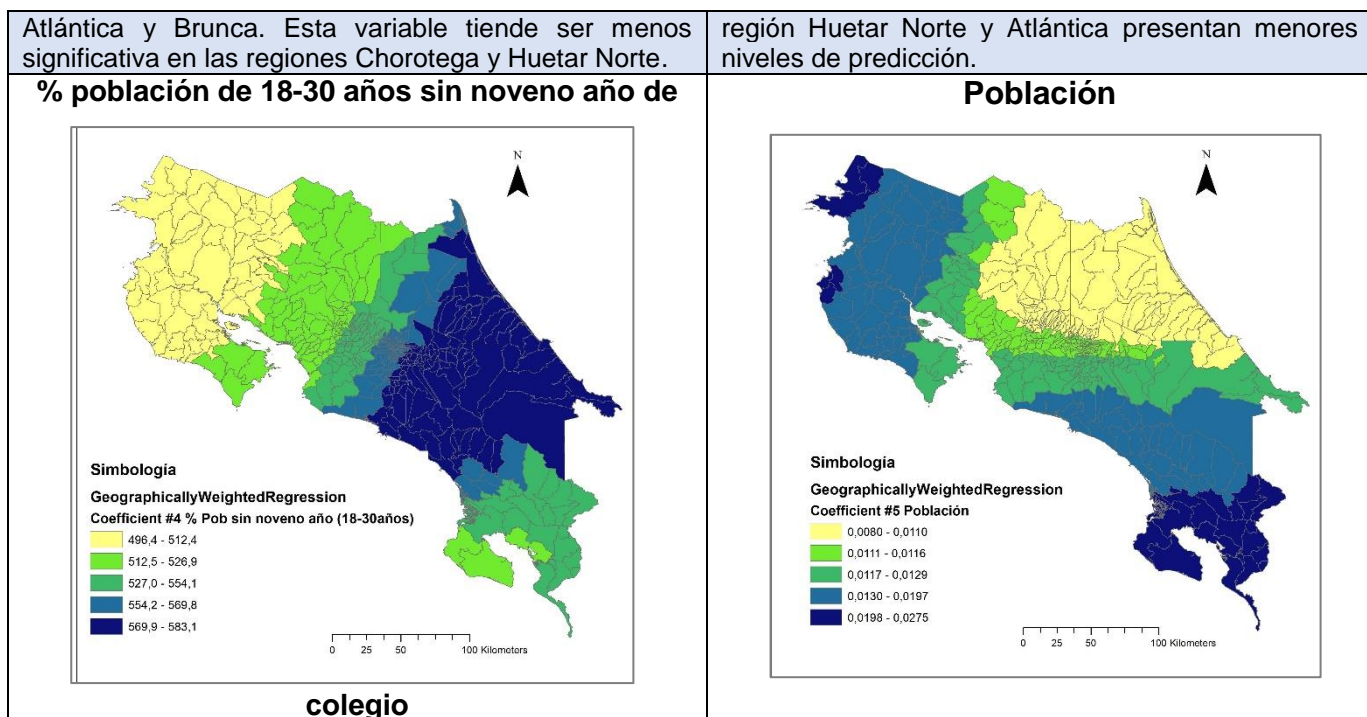 Atlántica y Brunca. Esta variable tiende ser menos
significativa en las regiones Chorotega y Huetar Norte.
región Huetar Norte y Atlántica presentan menores
niveles de predicción.
% población de 18-30 años sin noveno año de
N
Simbología
GeographicallyWeightedRegression
Coefficient #4 % Pob sin noveno año (18-30años)
496,4 - 512,4
512,5 - 526,9
527,0 - 554,1
554,2 - 569,8
569,9 - 583,1
0 25 50 100 Kilometers
colegio
Población
N
Simbología
GeographicallyWeightedRegression
Coefficient #5 Población
0,0080 - 0,0110
0,0111 - 0,0116
0,0117 - 0,0129
0,0130 - 0,0197
0,0198 - 0,0275
0 25 50 100 Kilometers